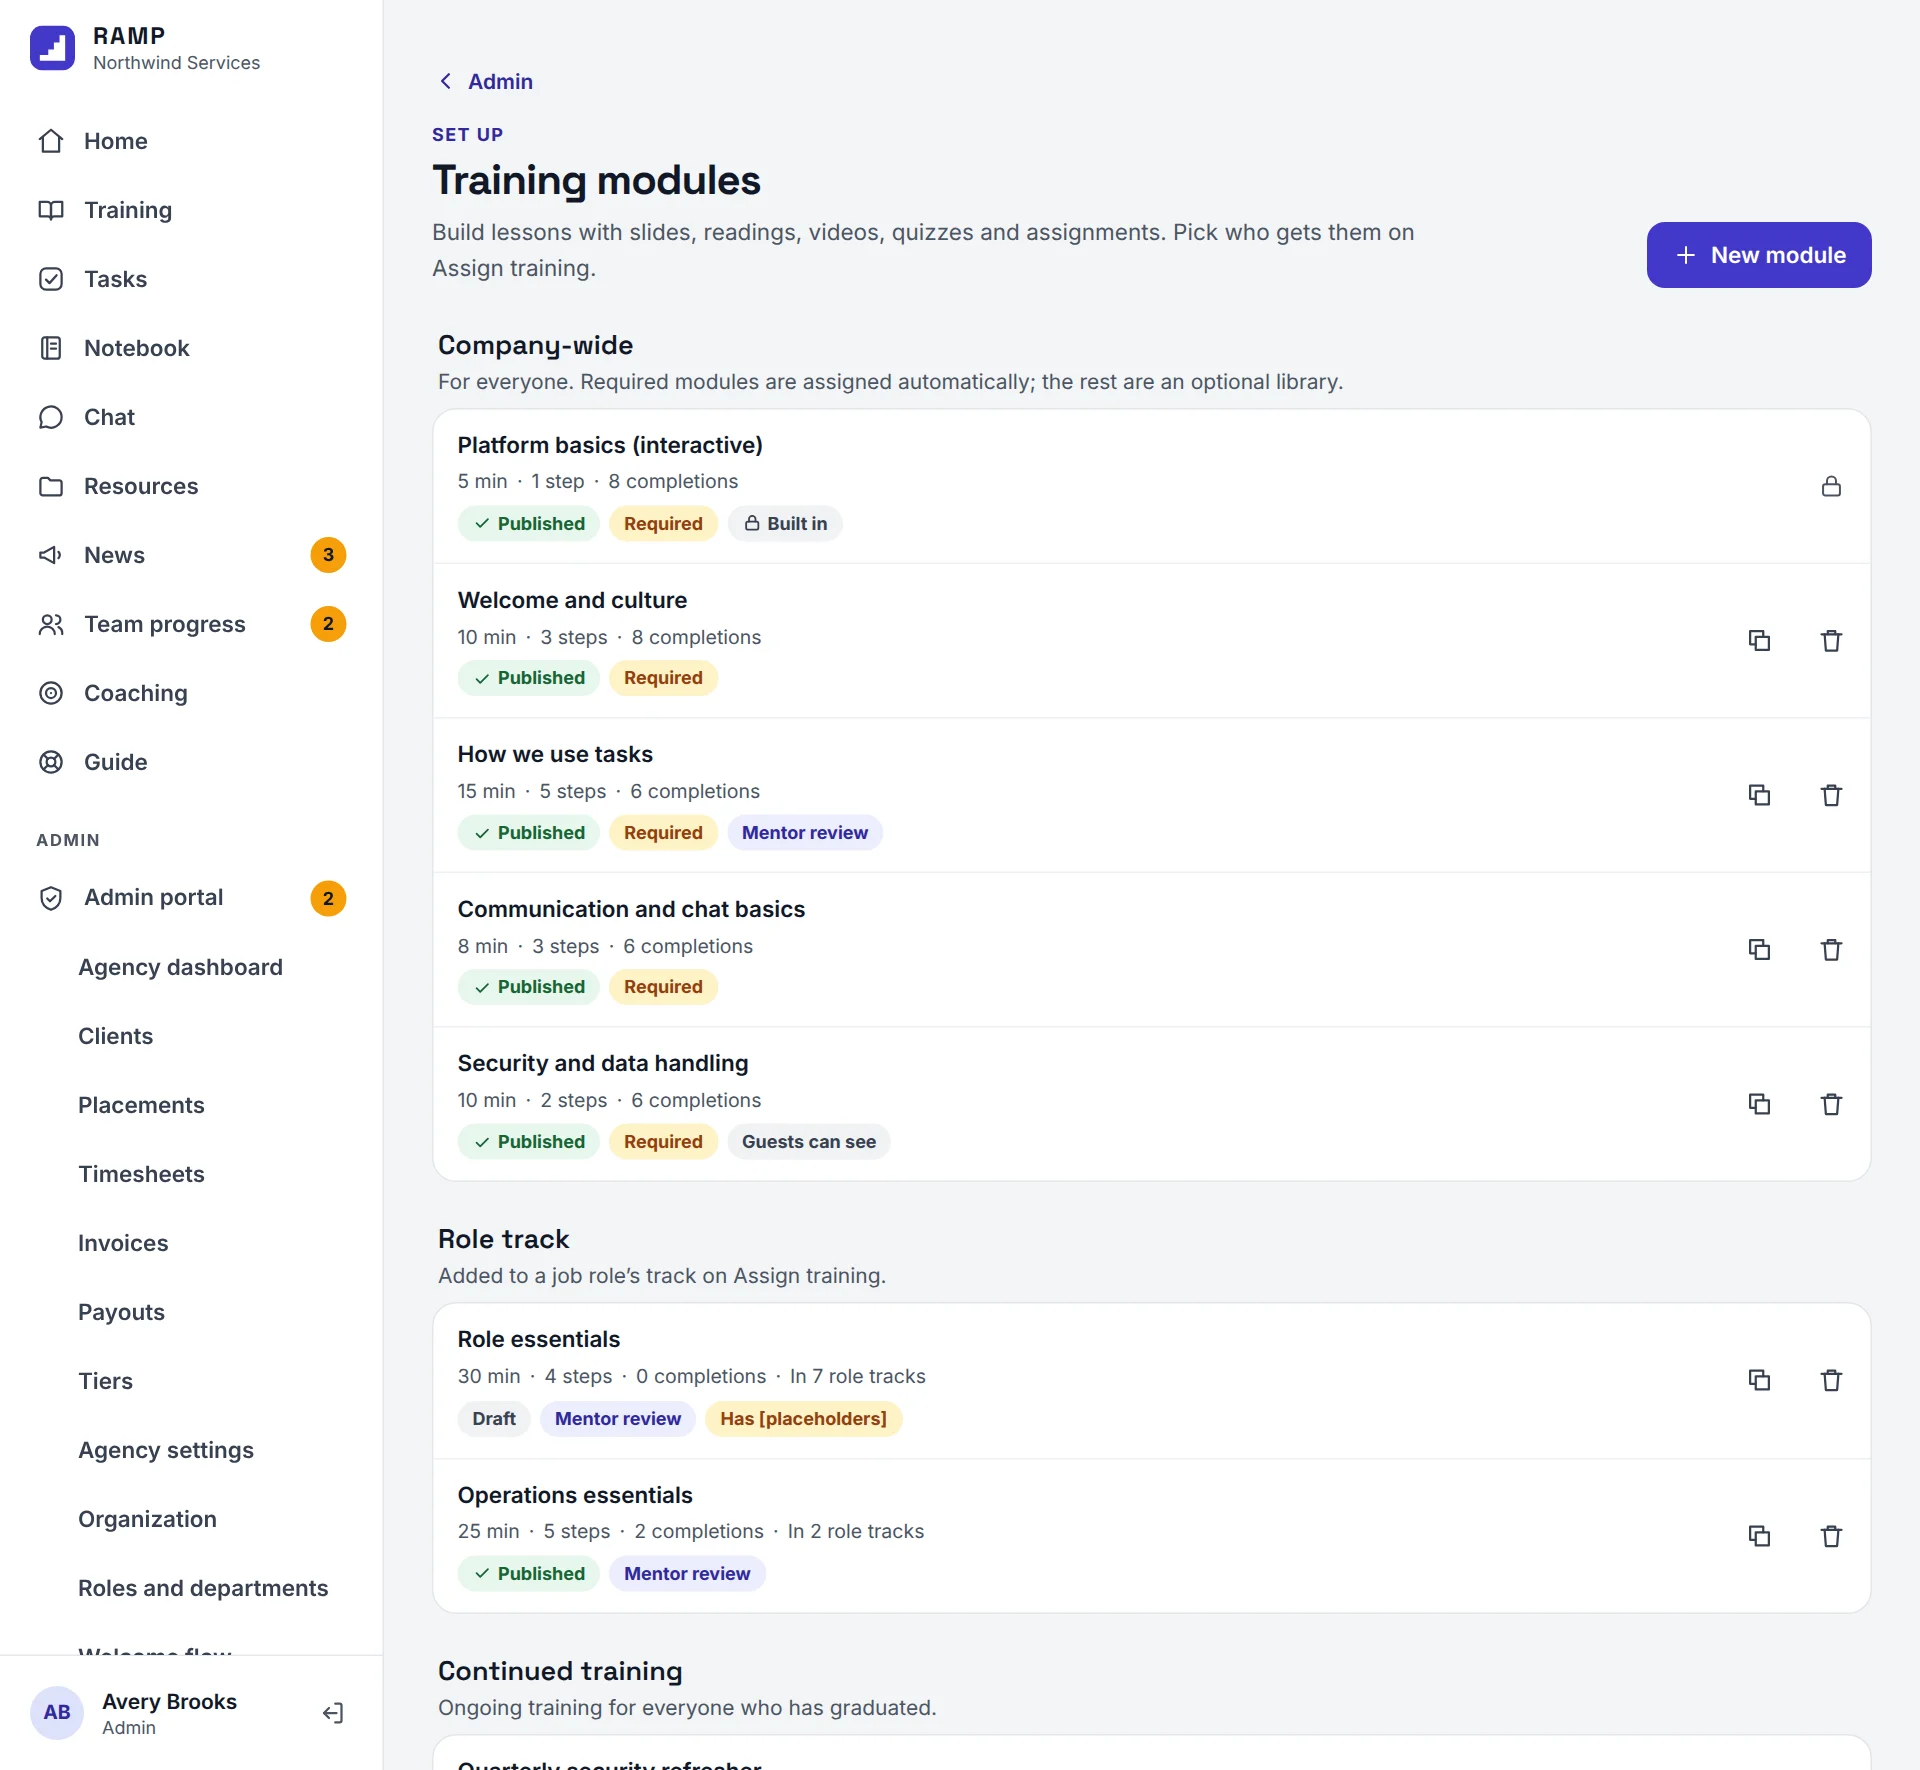 RAMP
Northwind Services
Home
Training
Tasks
Notebook
Chat
Resources
News 3
Team progress 2
Coaching
Guide
ADMIN
Admin portal 2
Agency dashboard
Clients
Placements
Timesheets
Invoices
Payouts
Tiers
Agency settings
Organization
Roles and departments
Welcome flow
AB
Avery Brooks
Admin
Admin
SET UP
Training modules
Build lessons with slides, readings, videos, quizzes and assignments. Pick who gets them on
Assign training.
New module
Company-wide
For everyone. Required modules are assigned automatically; the rest are an optional library.
Platform basics (interactive)
5 min · 1 step · 8 completions
Published Required Built in
Welcome and culture
10 min · 3 steps · 8 completions
Published Required
How we use tasks
15 min · 5 steps · 6 completions
Published Required Mentor review
Communication and chat basics
8 min · 3 steps · 6 completions
Published Required
Security and data handling
10 min · 2 steps · 6 completions
Published Required Guests can see
Role track
Added to a job role’s track on Assign training.
Role essentials
30 min · 4 steps · 0 completions · In 7 role tracks
Draft Mentor review Has [placeholders]
Operations essentials
25 min · 5 steps · 2 completions · In 2 role tracks
Published Mentor review
Continued training
Ongoing training for everyone who has graduated.
Quarterly security refresher